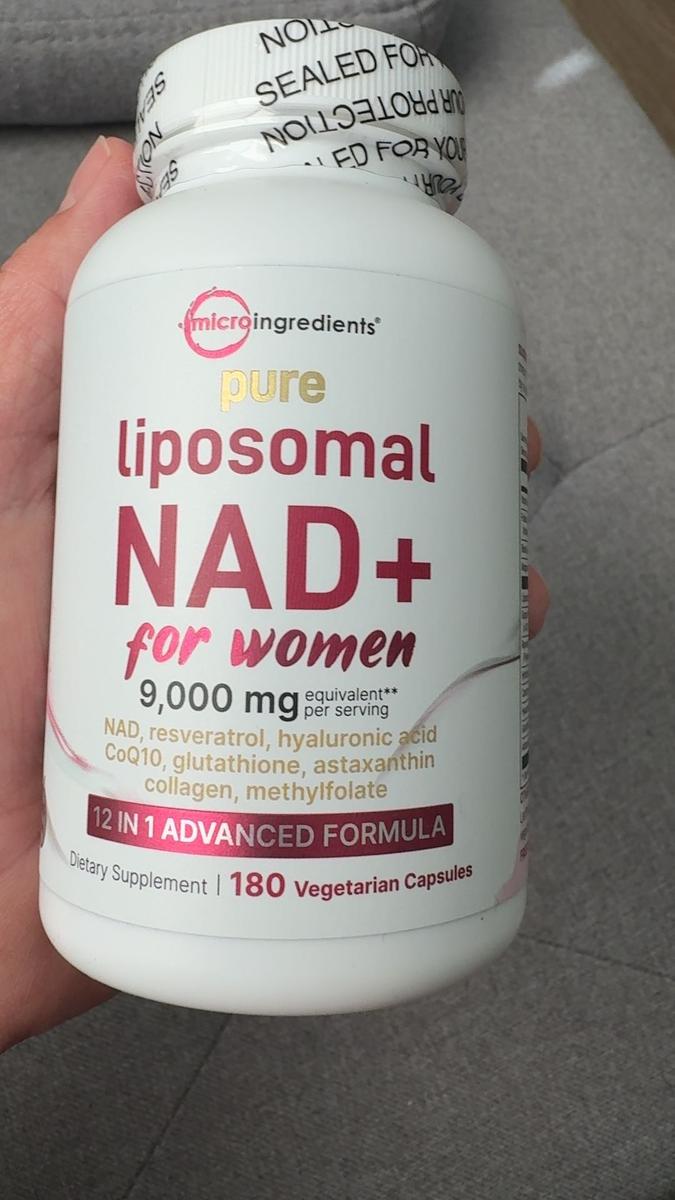 SEALED FOR
PROTECTION
FOR YOUR
microingredients®
pure
liposomal
NAD+
for women
9,000 mg equivalent**
per serving
NAD, resveratrol, hyaluronic acid
CoQ10, glutathione, astaxanthin
collagen, methylfolate
12 IN 1 ADVANCED FORMULA
Dietary Supplement | 180 Vegetarian Capsules